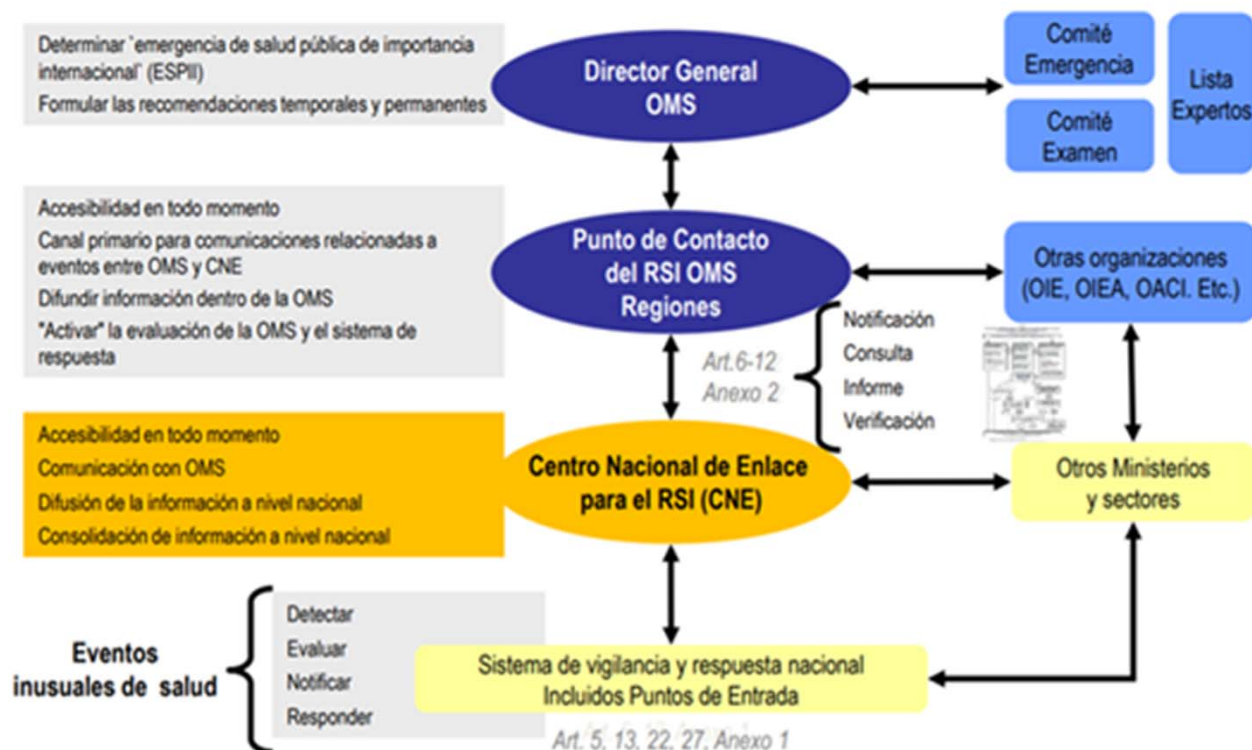 Determinar `emergencia de salud pública de importancia
internacional` (ESPII)
Formular las recomendaciones temporales y permanentes
Director General
OMS
Comité
Emergencia
Comité
Examen
Lista
Expertos
Accesibilidad en todo momento
Canal primario para comunicaciones relacionadas a
eventos entre OMS y CNE
Difundir información dentro de la OMS
"Activar" la evaluación de la OMS y el sistema de
respuesta
Punto de Contacto
del RSI OMS
Regiones
Otras organizaciones
(OIE, OIEA, OACI. Etc.)
Art.6-12
Anexo 2
Notificación
Consulta
Informe
Verificación
Accesibilidad en todo momento
Comunicación con OMS
Difusión de la información a nivel nacional
Consolidación de información a nivel nacional
Centro Nacional de Enlace
para el RSI (CNE)
Otros Ministerios
y sectores
Eventos
inusuales de salud
Detectar
Evaluar
Notificar
Responder
Sistema de vigilancia y respuesta nacional
Incluidos Puntos de Entrada
Art. 5, 13, 22, 27, Anexo 1